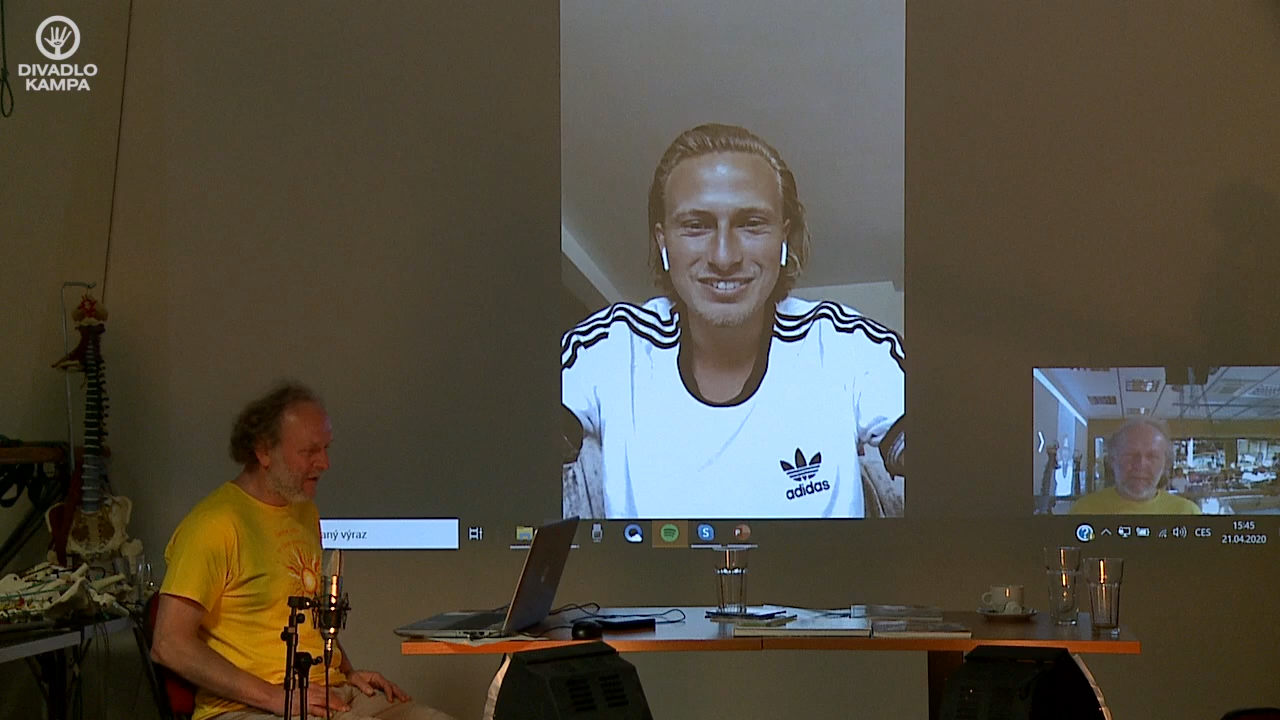 DIVADLO
KAMPA
adidas
aný výraz
CES
15:45
21.04.2020